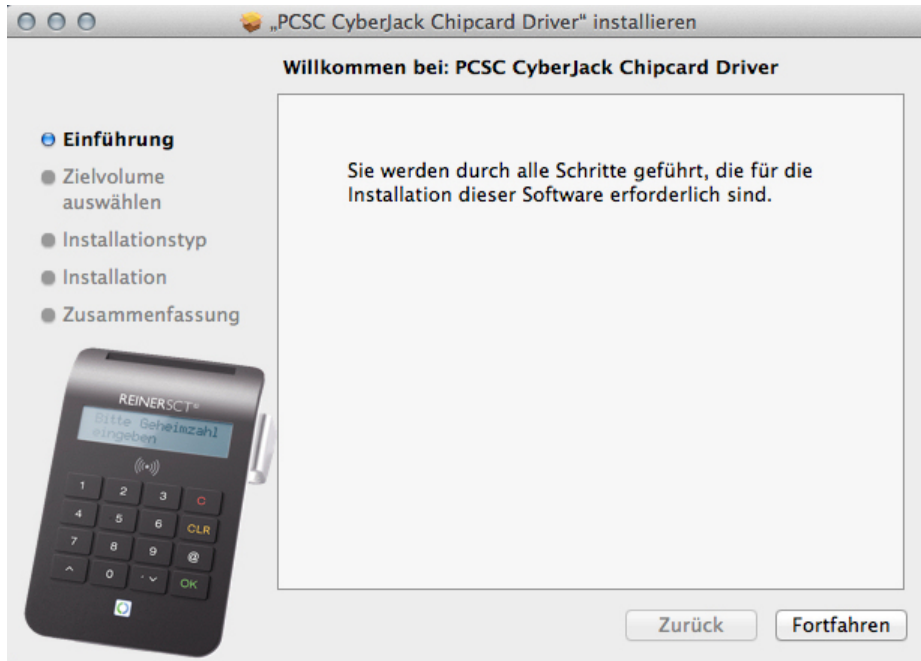 „PCSC CyberJack Chipcard Driver“ installieren
Willkommen bei: PCSC CyberJack Chipcard Driver
Einführung
Zielvolume
auswählen
Installationstyp
Installation
Zusammenfassung
Sie werden durch alle Schritte geführt, die für die
Installation dieser Software erforderlich sind.
REINERSCT®
Bitte Geheimzahl
eingeben
1 2 3 C
4 5 6 CLR
7 8 9 @
0 OK
Zurück Fortfahren